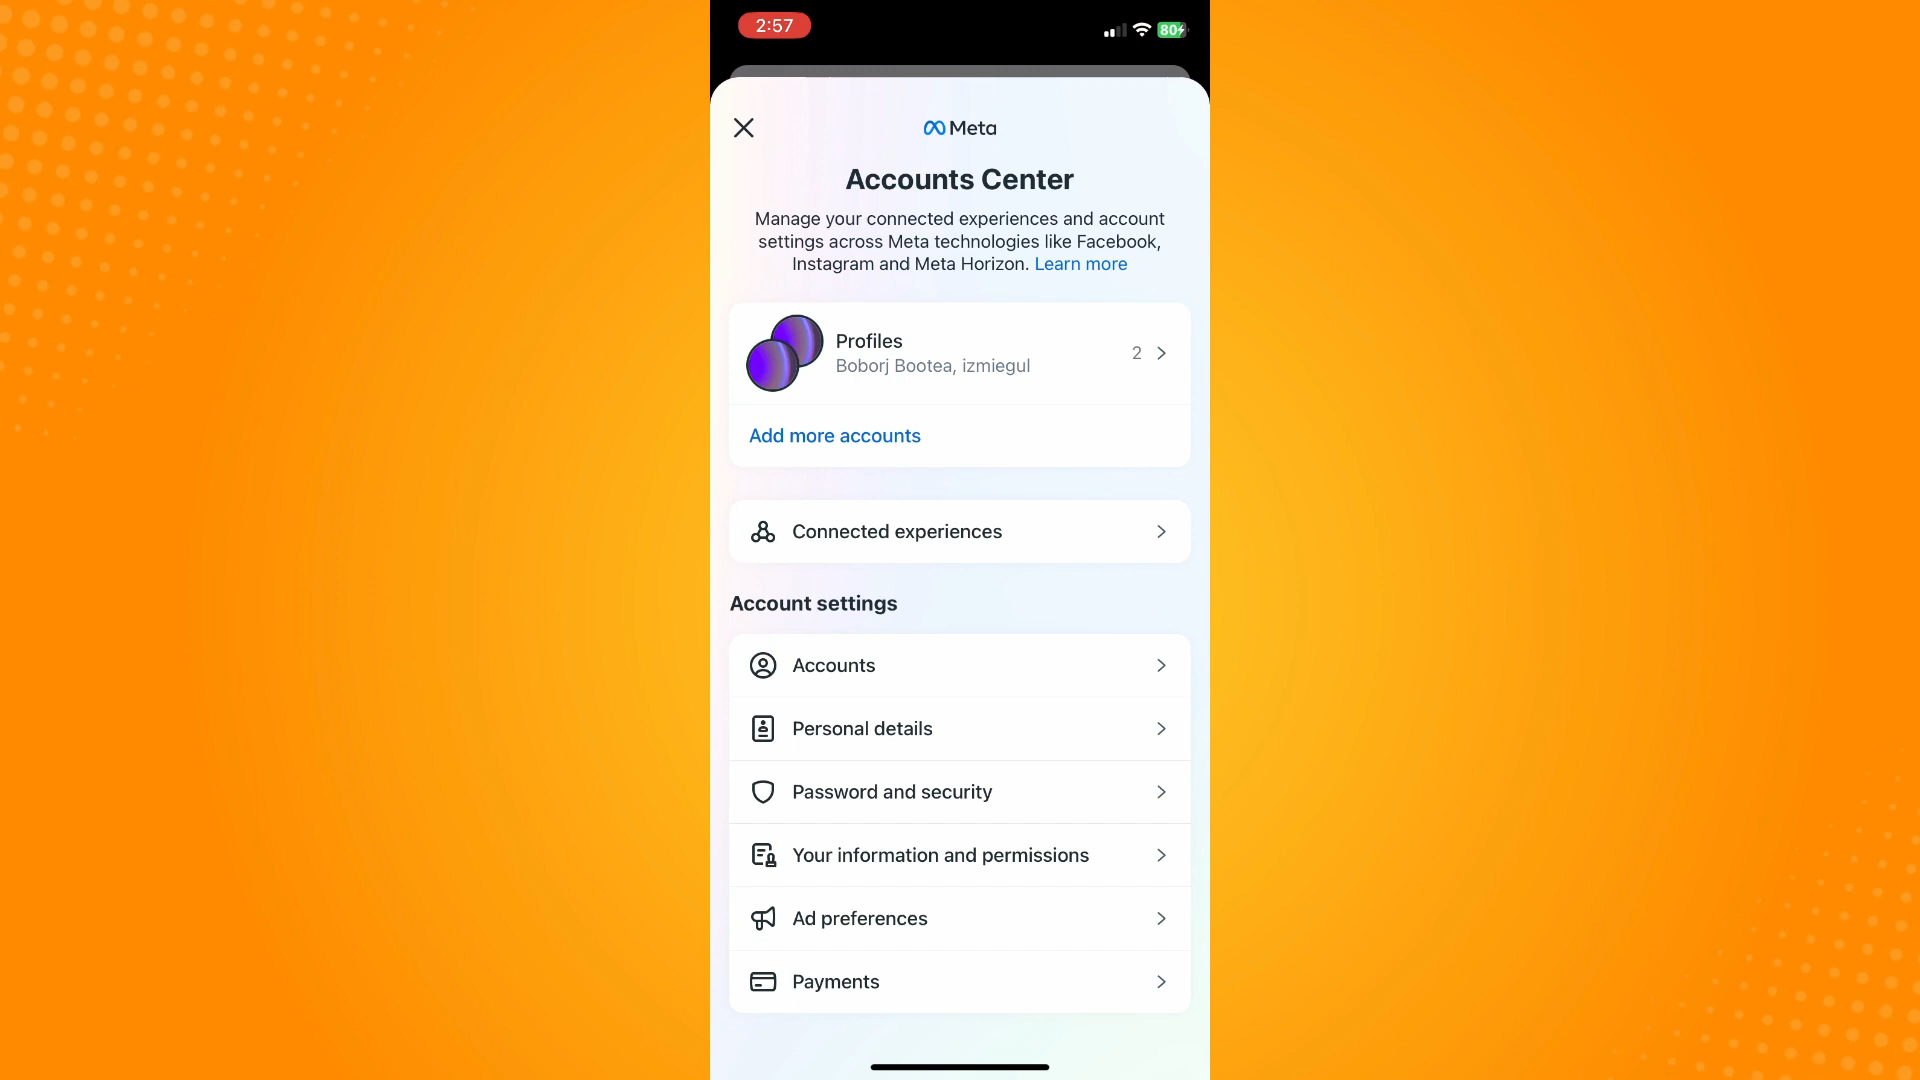 2:57
80
Meta
Accounts Center
Manage your connected experiences and account
settings across Meta technologies like Facebook,
Instagram and Meta Horizon. Learn more
Profiles
Boborj Bootea, izmiegul
2
Add more accounts
Connected experiences
Account settings
Accounts
Personal details
Password and security
Your information and permissions
Ad preferences
Payments